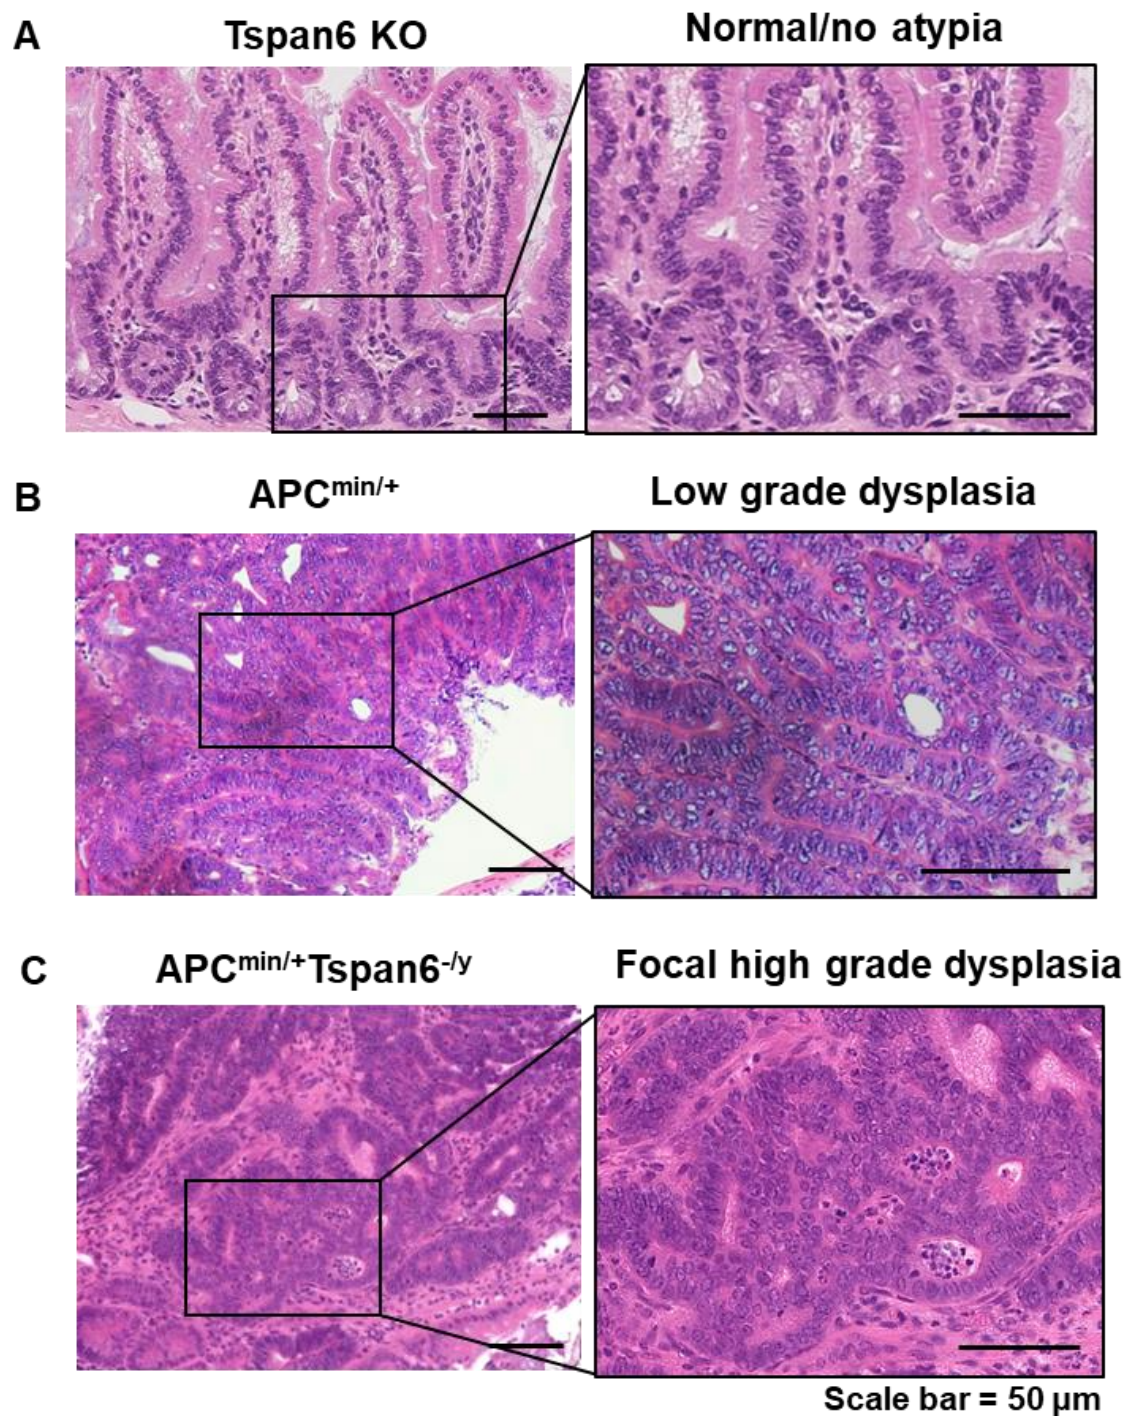 A
Tspan6 KO
Normal/no atypia
B
APCmin/+
Low grade dysplasia
C
APCmin/+Tspan6-/y
Focal high grade dysplasia
Scale bar = 50 µm